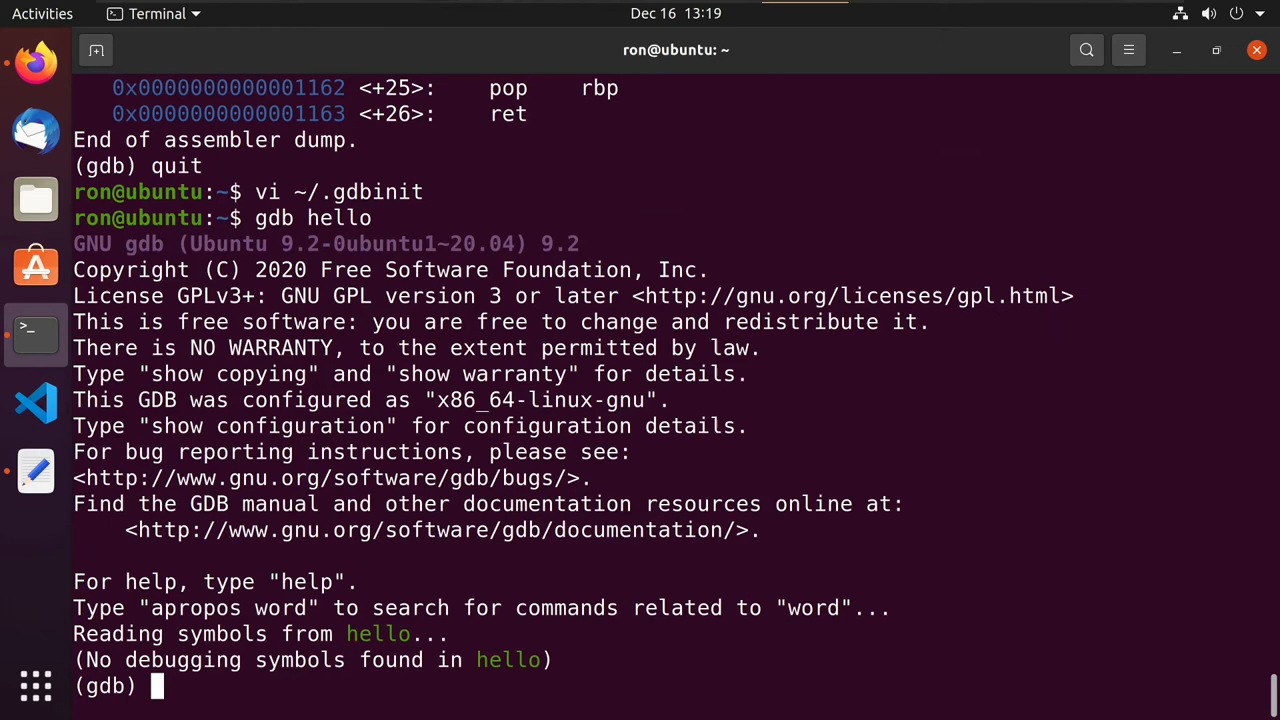 Activities
Terminal
Dec 16 13:19
ron@ubuntu: ~
0x0000000000001162 <+25>: pop rbp
0x0000000000001163 <+26>: ret
End of assembler dump.
(gdb) quit
ron@ubuntu:~$ vi ~/.gdbinit
ron@ubuntu:~$ gdb hello
GNU gdb (Ubuntu 9.2-0ubuntu1~20.04) 9.2
Copyright (C) 2020 Free Software Foundation, Inc.
License GPLv3+: GNU GPL version 3 or later <http://gnu.org/licenses/gpl.html>
This is free software: you are free to change and redistribute it.
There is NO WARRANTY, to the extent permitted by law.
Type "show copying" and "show warranty" for details.
This GDB was configured as "x86_64-linux-gnu".
Type "show configuration" for configuration details.
For bug reporting instructions, please see:
<http://www.gnu.org/software/gdb/bugs/>.
Find the GDB manual and other documentation resources online at:
<http://www.gnu.org/software/gdb/documentation/>.
For help, type "help".
Type "apropos word" to search for commands related to "word"...
Reading symbols from hello...
(No debugging symbols found in hello)
(gdb)